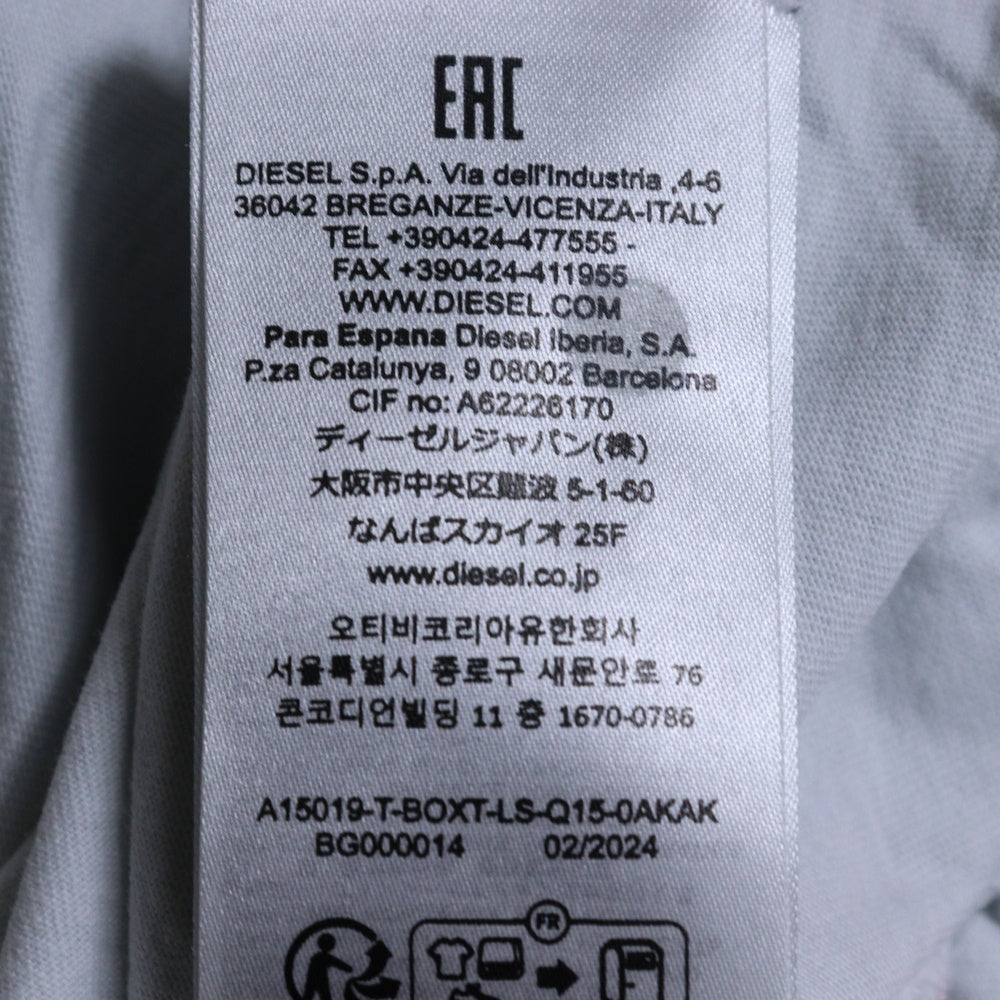 EAC
DIESEL S.p.A. Via dell'Industria ,4-6
36042 BREGANZE-VICENZA-ITALY
TEL +390424-477555 -
FAX +390424-411955
WWW.DIESEL.COM
Para Espana Diesel Iberia, S.A.
P.za Catalunya, 9 08002 Barcelona
CIF no: A62226170
ディーゼルジャパン(株)
大阪市中央区難波 5-1-60
なんばスカイオ 25F
www.diesel.co.jp
오티비코리아유한회사
서울특별시 종로구 새문안로 76
콘코디언빌딩 11 층 1670-0786
A15019-T-BOXT-LS-Q15-0AKAK
BG000014 02/2024
FR